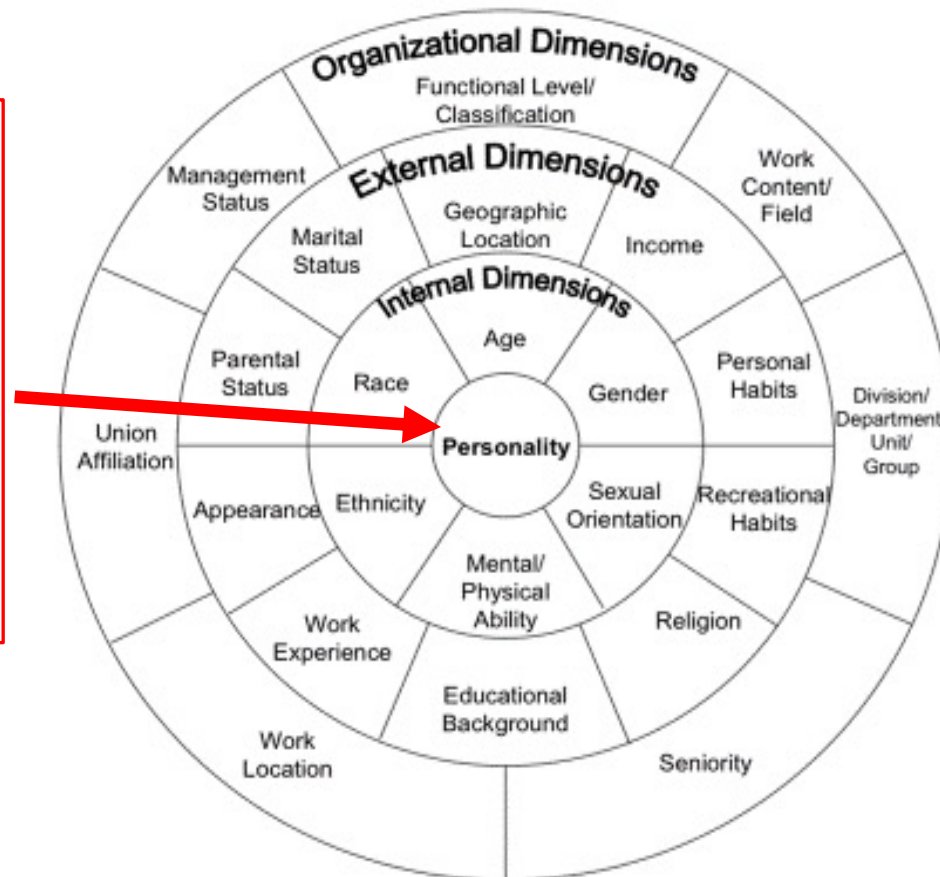 Organizational Dimensions
Functional Level/
Classification
Work
Content/
Field
Management
Status
External Dimensions
Geographic
Location
Marital
Status
Income
Internal Dimensions
Age
Parental
Status
Race
Gender
Personal
Habits
Division/
Department
Unit/
Group
Union
Affiliation
Personality
Appearance
Ethnicity
Sexual
Orientation
Recreational
Habits
Mental/
Physical
Ability
Work
Experience
Religion
Educational
Background
Work
Location
Seniority